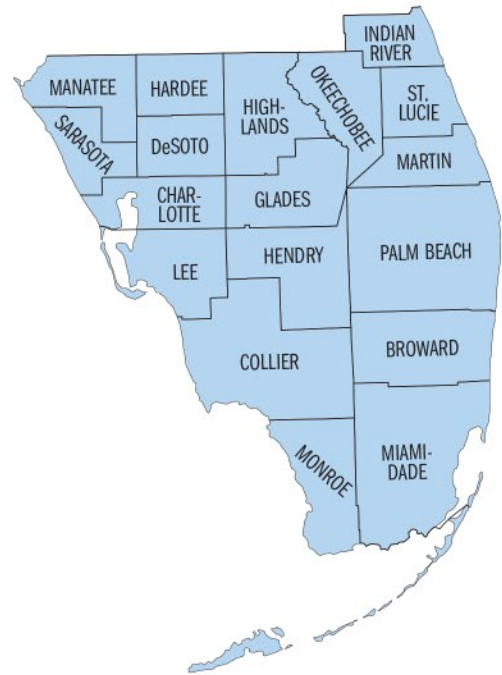 INDIAN
RIVER
MANATEE
HARDEE
HIGH-
LANDS
OKEECHOBEE
ST.
LUCIE
SARASOTA
DeSOTO
MARTIN
CHAR-
LOTTE
GLADES
LEE
HENDRY
PALM BEACH
COLLIER
BROWARD
MONROE
MIAMI-
DADE